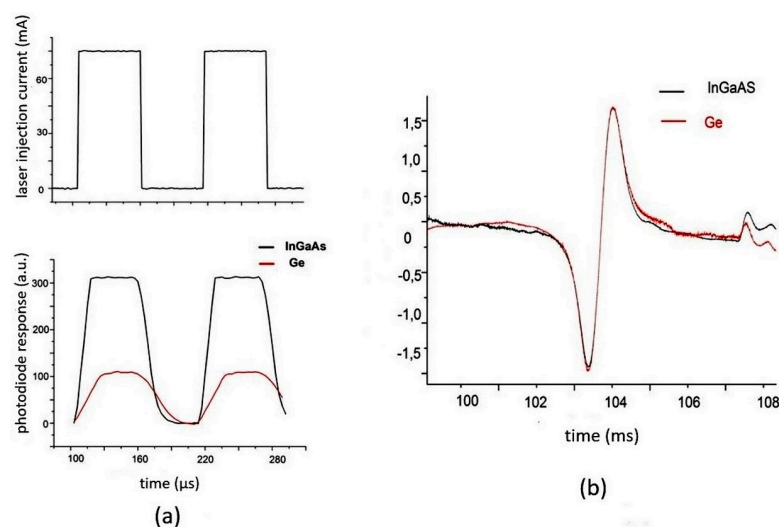 laser injection current (mA)
60
30
0
InGaAs
Ge
photodiode response (a.u.)
300
200
100
0
100
160
220
280
time (µs)
(a)
InGaAS
Ge
1,5
1,0
0,5
0
-0,5
-1,0
-1,5
100
102
104
106
108
time (ms)
(b)